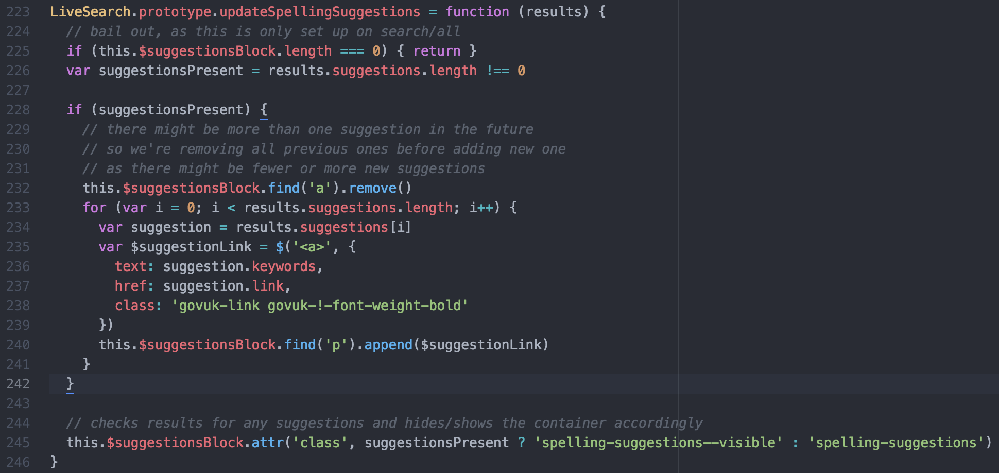 223 LiveSearch.prototype.updateSpellingSuggestions = function (results) {
224   // bail out, as this is only set up on search/all
225   if (this.$suggestionsBlock.length === 0) { return }
226   var suggestionsPresent = results.suggestions.length !== 0
227
228   if (suggestionsPresent) {
229     // there might be more than one suggestion in the future
230     // so we're removing all previous ones before adding new one
231     // as there might be fewer or more new suggestions
232     this.$suggestionsBlock.find('a').remove()
233     for (var i = 0; i < results.suggestions.length; i++) {
234       var suggestion = results.suggestions[i]
235       var $suggestionLink = $('<a>', {
236         text: suggestion.keywords,
237         href: suggestion.link,
238         class: 'govuk-link govuk-!-font-weight-bold'
239       })
240       this.$suggestionsBlock.find('p').append($suggestionLink)
241     }
242   }
243
244   // checks results for any suggestions and hides/shows the container accordingly
245   this.$suggestionsBlock.attr('class', suggestionsPresent ? 'spelling-suggestions--visible' : 'spelling-suggestions')
246 }